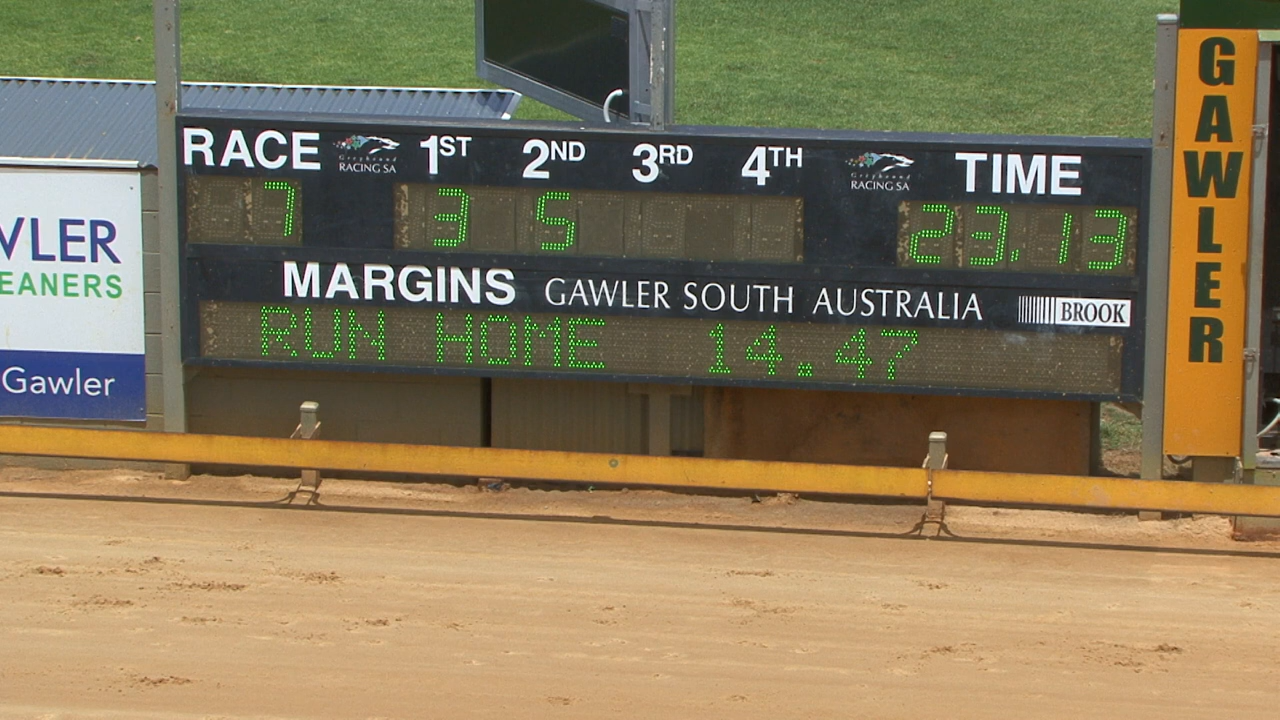 RACE 1ST 2ND 3RD 4TH TIME
Greyhound RACING SA
Greyhound RACING SA
7 3 5 23.13
MARGINS GAWLER SOUTH AUSTRALIA BROOK
RUN HOME 14.47
GAWLER
VLER
EANERS
Gawler